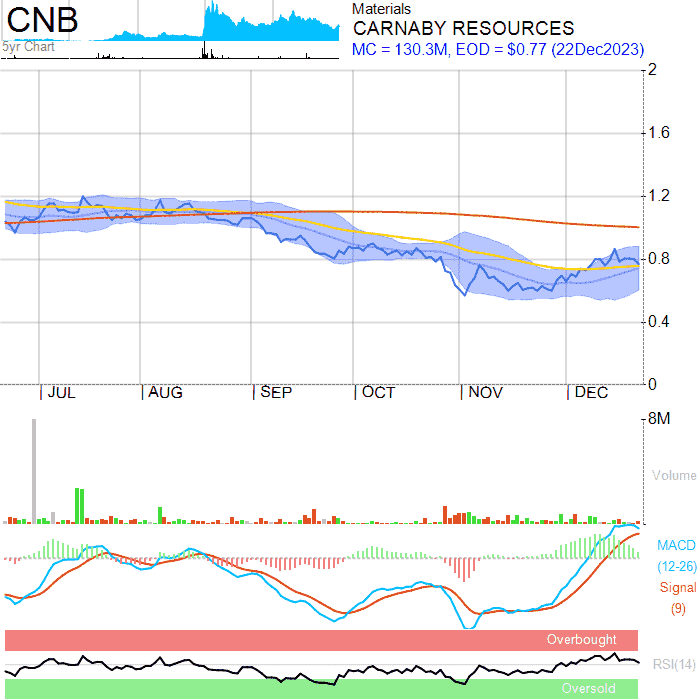 CNB
5yr Chart
Materials
CARNABY RESOURCES
MC = 130.3M, EOD = $0.77 (22Dec2023)
2
1.6
1.2
0.8
0.4
0
JUL AUG SEP OCT NOV DEC
8M
Volume
MACD
(12-26)
Signal
(9)
Overbought
RSI(14)
Oversold